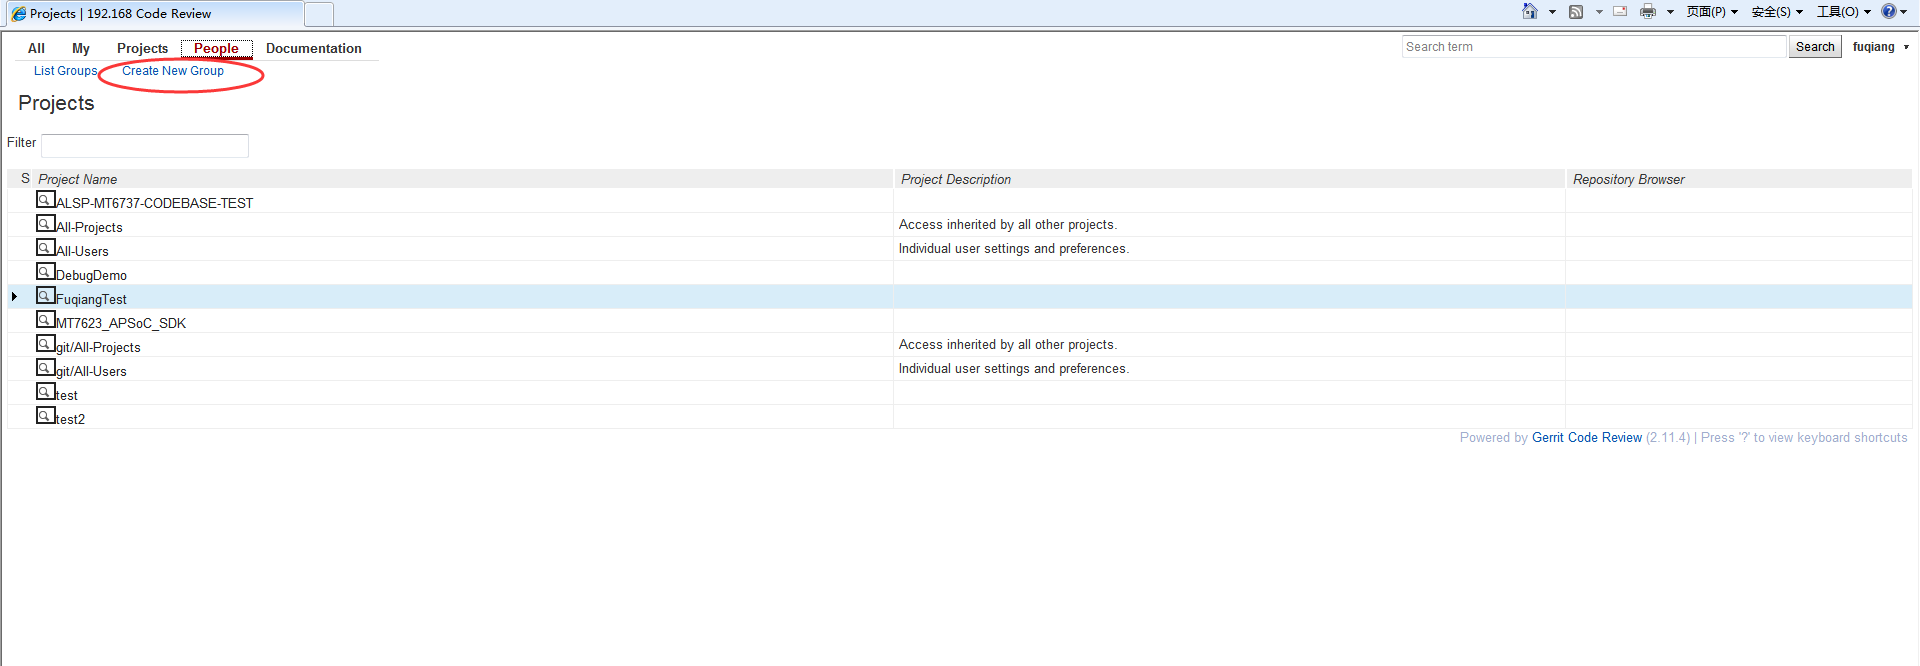 Projects | 192.168 Code Review
页面(P) 安全(S) 工具(O)
All My Projects People Documentation
Search term Search fuqiang
List Groups Create New Group
Projects
Filter
S Project Name Project Description Repository Browser
ALSP-MT6737-CODEBASE-TEST
All-Projects Access inherited by all other projects.
All-Users Individual user settings and preferences.
DebugDemo
FuqiangTest
MT7623_APSoC_SDK
git/All-Projects Access inherited by all other projects.
git/All-Users Individual user settings and preferences.
test
test2
Powered by Gerrit Code Review (2.11.4) | Press '?' to view keyboard shortcuts